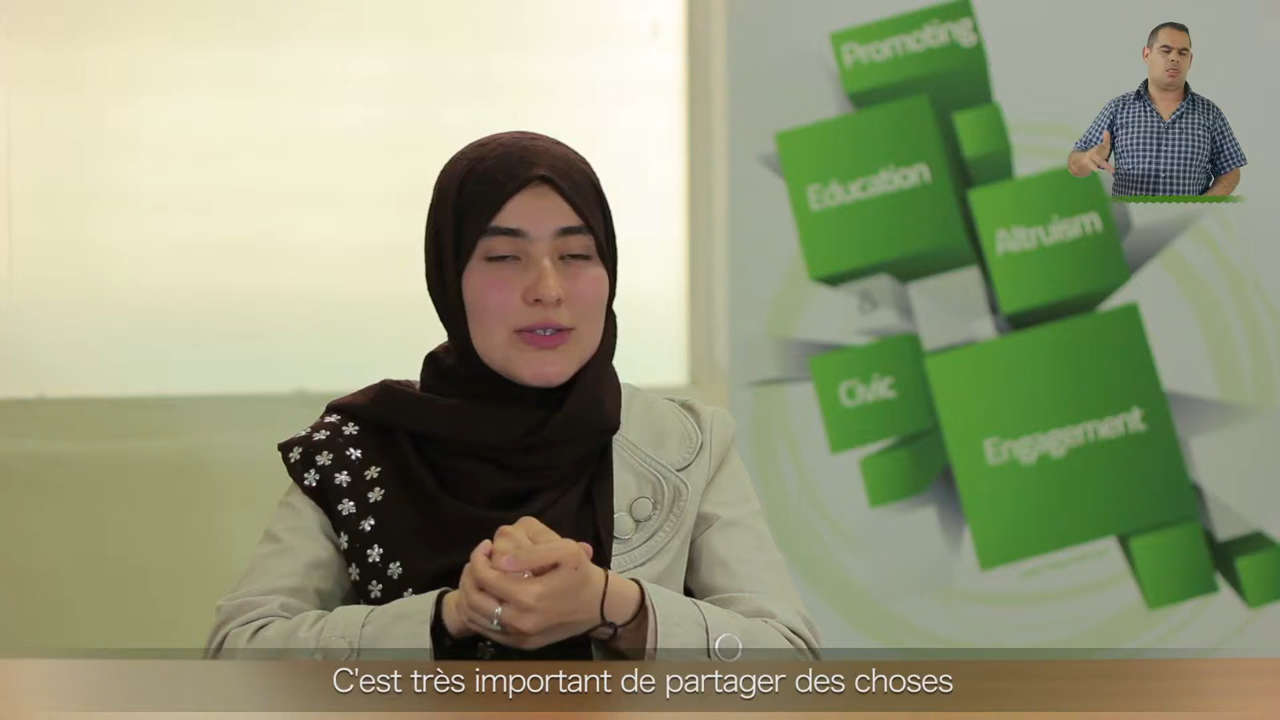 Promoting
Education
Altruism
Civic
Engagement
C'est très important de partager des choses